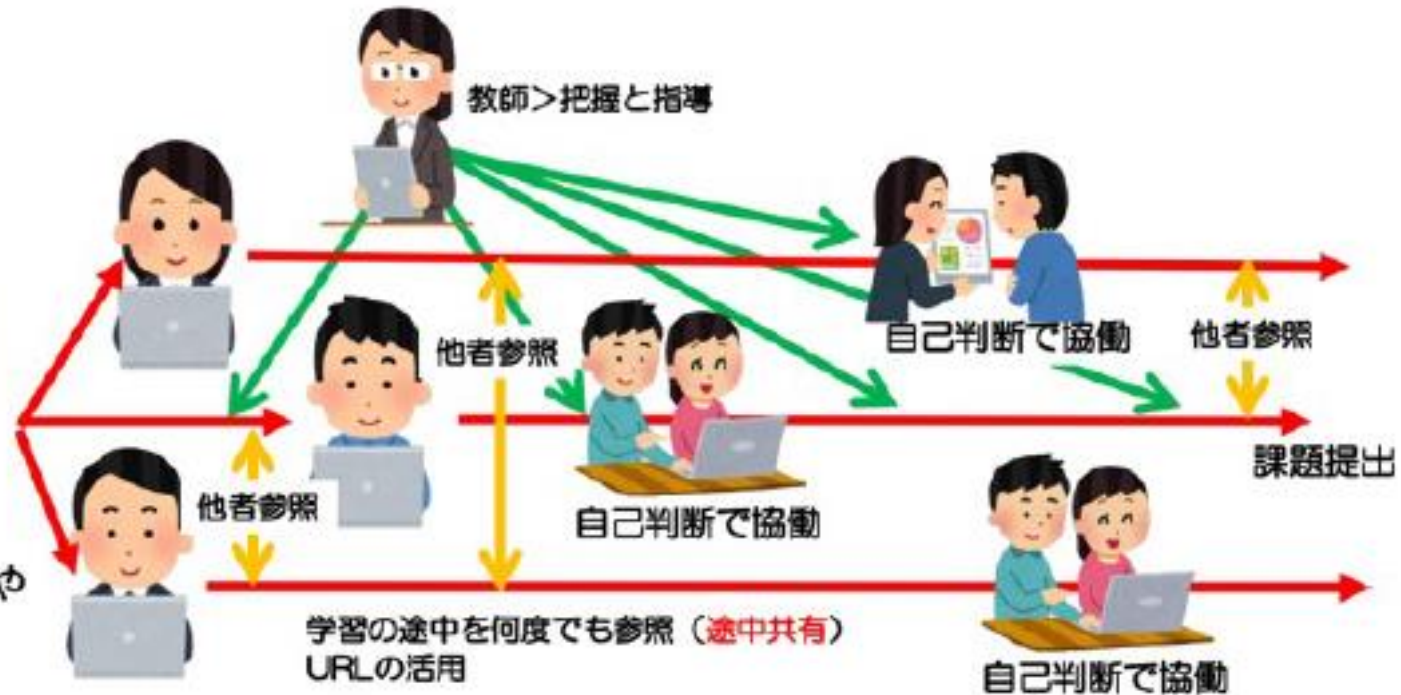 教師＞把握と指導
他者参照
自己判断で協働
他者参照
課題提出
他者参照
自己判断で協働
や
学習の途中を何度でも参照（途中共有）
URLの活用
自己判断で協働